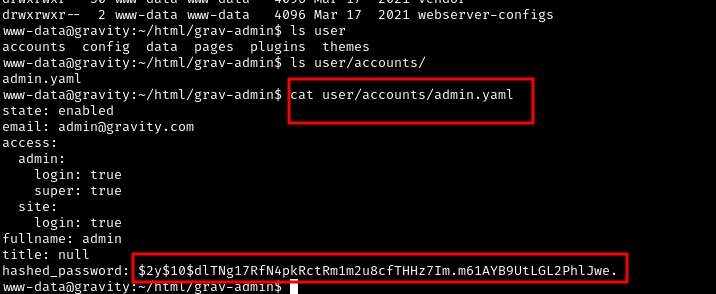 drwxrwxr-- 2 www-data www-data 4096 Mar 17 2021 webserver-configs
www-data@gravity:~/html/grav-admin$ ls user
accounts config data pages plugins themes
www-data@gravity:~/html/grav-admin$ ls user/accounts/
admin.yaml
www-data@gravity:~/html/grav-admin$ cat user/accounts/admin.yaml
state: enabled
email: admin@gravity.com
access:
admin:
login: true
super: true
site:
login: true
fullname: admin
title: null
hashed_password: $2y$10$dlTNg17RfN4pkRctRm1m2u8cfTHHz7Im.m61AYB9UtLGL2PhlJwe.
www-data@gravity:~/html/grav-admin$